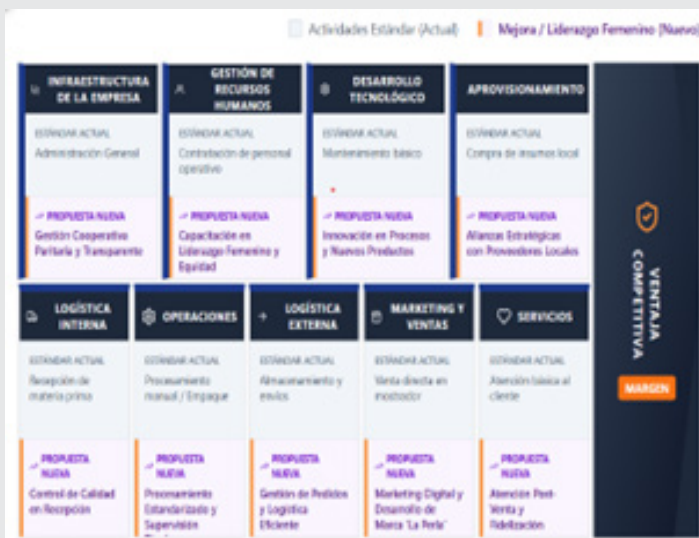 Actividades Estándar (Actual)
Mejora / Liderazgo Femenino (Nuevo)
INFRAESTRUCTURA
DE LA EMPRESA
GESTIÓN DE
RECURSOS
HUMANOS
DESARROLLO
TECNOLÓGICO
APROVISIONAMIENTO
ESTÁNDAR ACTUAL
Administración General
ESTÁNDAR ACTUAL
Contratación de personal
operativo
ESTÁNDAR ACTUAL
Mantenimiento básico
ESTÁNDAR ACTUAL
Compra de insumos local
PROPUESTA NUEVA
Gestión Cooperativa
Paritaria y Transparente
PROPUESTA NUEVA
Capacitación en
Liderazgo Femenino y
Equidad
PROPUESTA NUEVA
Innovación en Procesos
y Nuevos Productos
PROPUESTA NUEVA
Alianzas Estratégicas
con Proveedores Locales
LOGÍSTICA
INTERNA
OPERACIONES
LOGÍSTICA
EXTERNA
MARKETING Y
VENTAS
SERVICIOS
ESTÁNDAR ACTUAL
Recepción de
materia prima
ESTÁNDAR ACTUAL
Procesamiento
manual / Empaque
ESTÁNDAR ACTUAL
Almacenamiento y
envíos
ESTÁNDAR ACTUAL
Venta directa en
mostrador
ESTÁNDAR ACTUAL
Atención básica al
cliente
PROPUESTA
NUEVA
Control de Calidad
en Recepción
PROPUESTA
NUEVA
Procesamiento
Estandarizado y
Supervisión
PROPUESTA
NUEVA
Gestión de Pedidos
y Logística
Eficiente
PROPUESTA
NUEVA
Marketing Digital y
Desarrollo de
Marca 'La Perla'
PROPUESTA
NUEVA
Atención Post-
Venta y
Fidelización
VENTAJA
COMPETITIVA
MARGEN